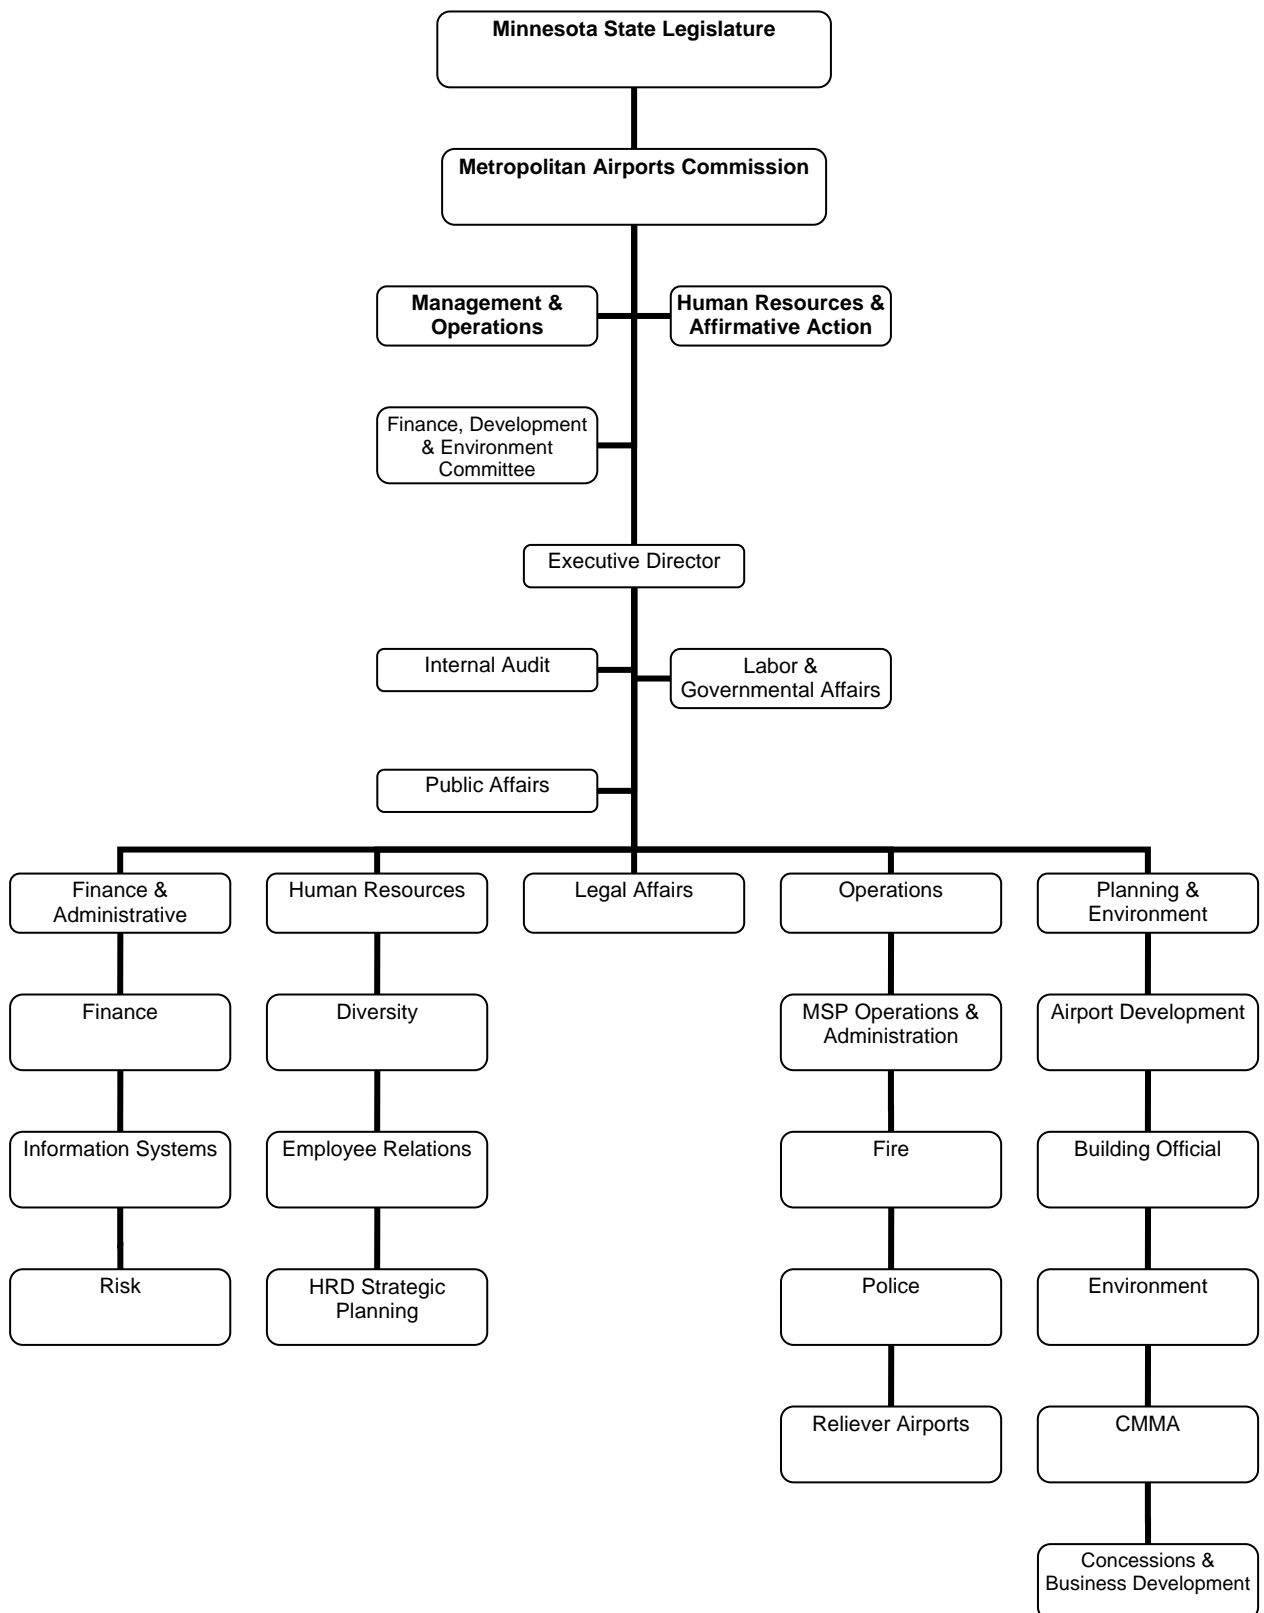 Minnesota State Legislature
Metropolitan Airports Commission
Management &
Operations
Human Resources &
Affirmative Action
Finance, Development
& Environment
Committee
Executive Director
Internal Audit
Labor &
Governmental Affairs
Public Affairs
Finance &
Administrative
Human Resources
Legal Affairs
Operations
Planning &
Environment
Finance
Diversity
MSP Operations &
Administration
Airport Development
Information Systems
Employee Relations
Fire
Building Official
Risk
HRD Strategic
Planning
Police
Environment
Reliever Airports
CMMA
Concessions &
Business Development